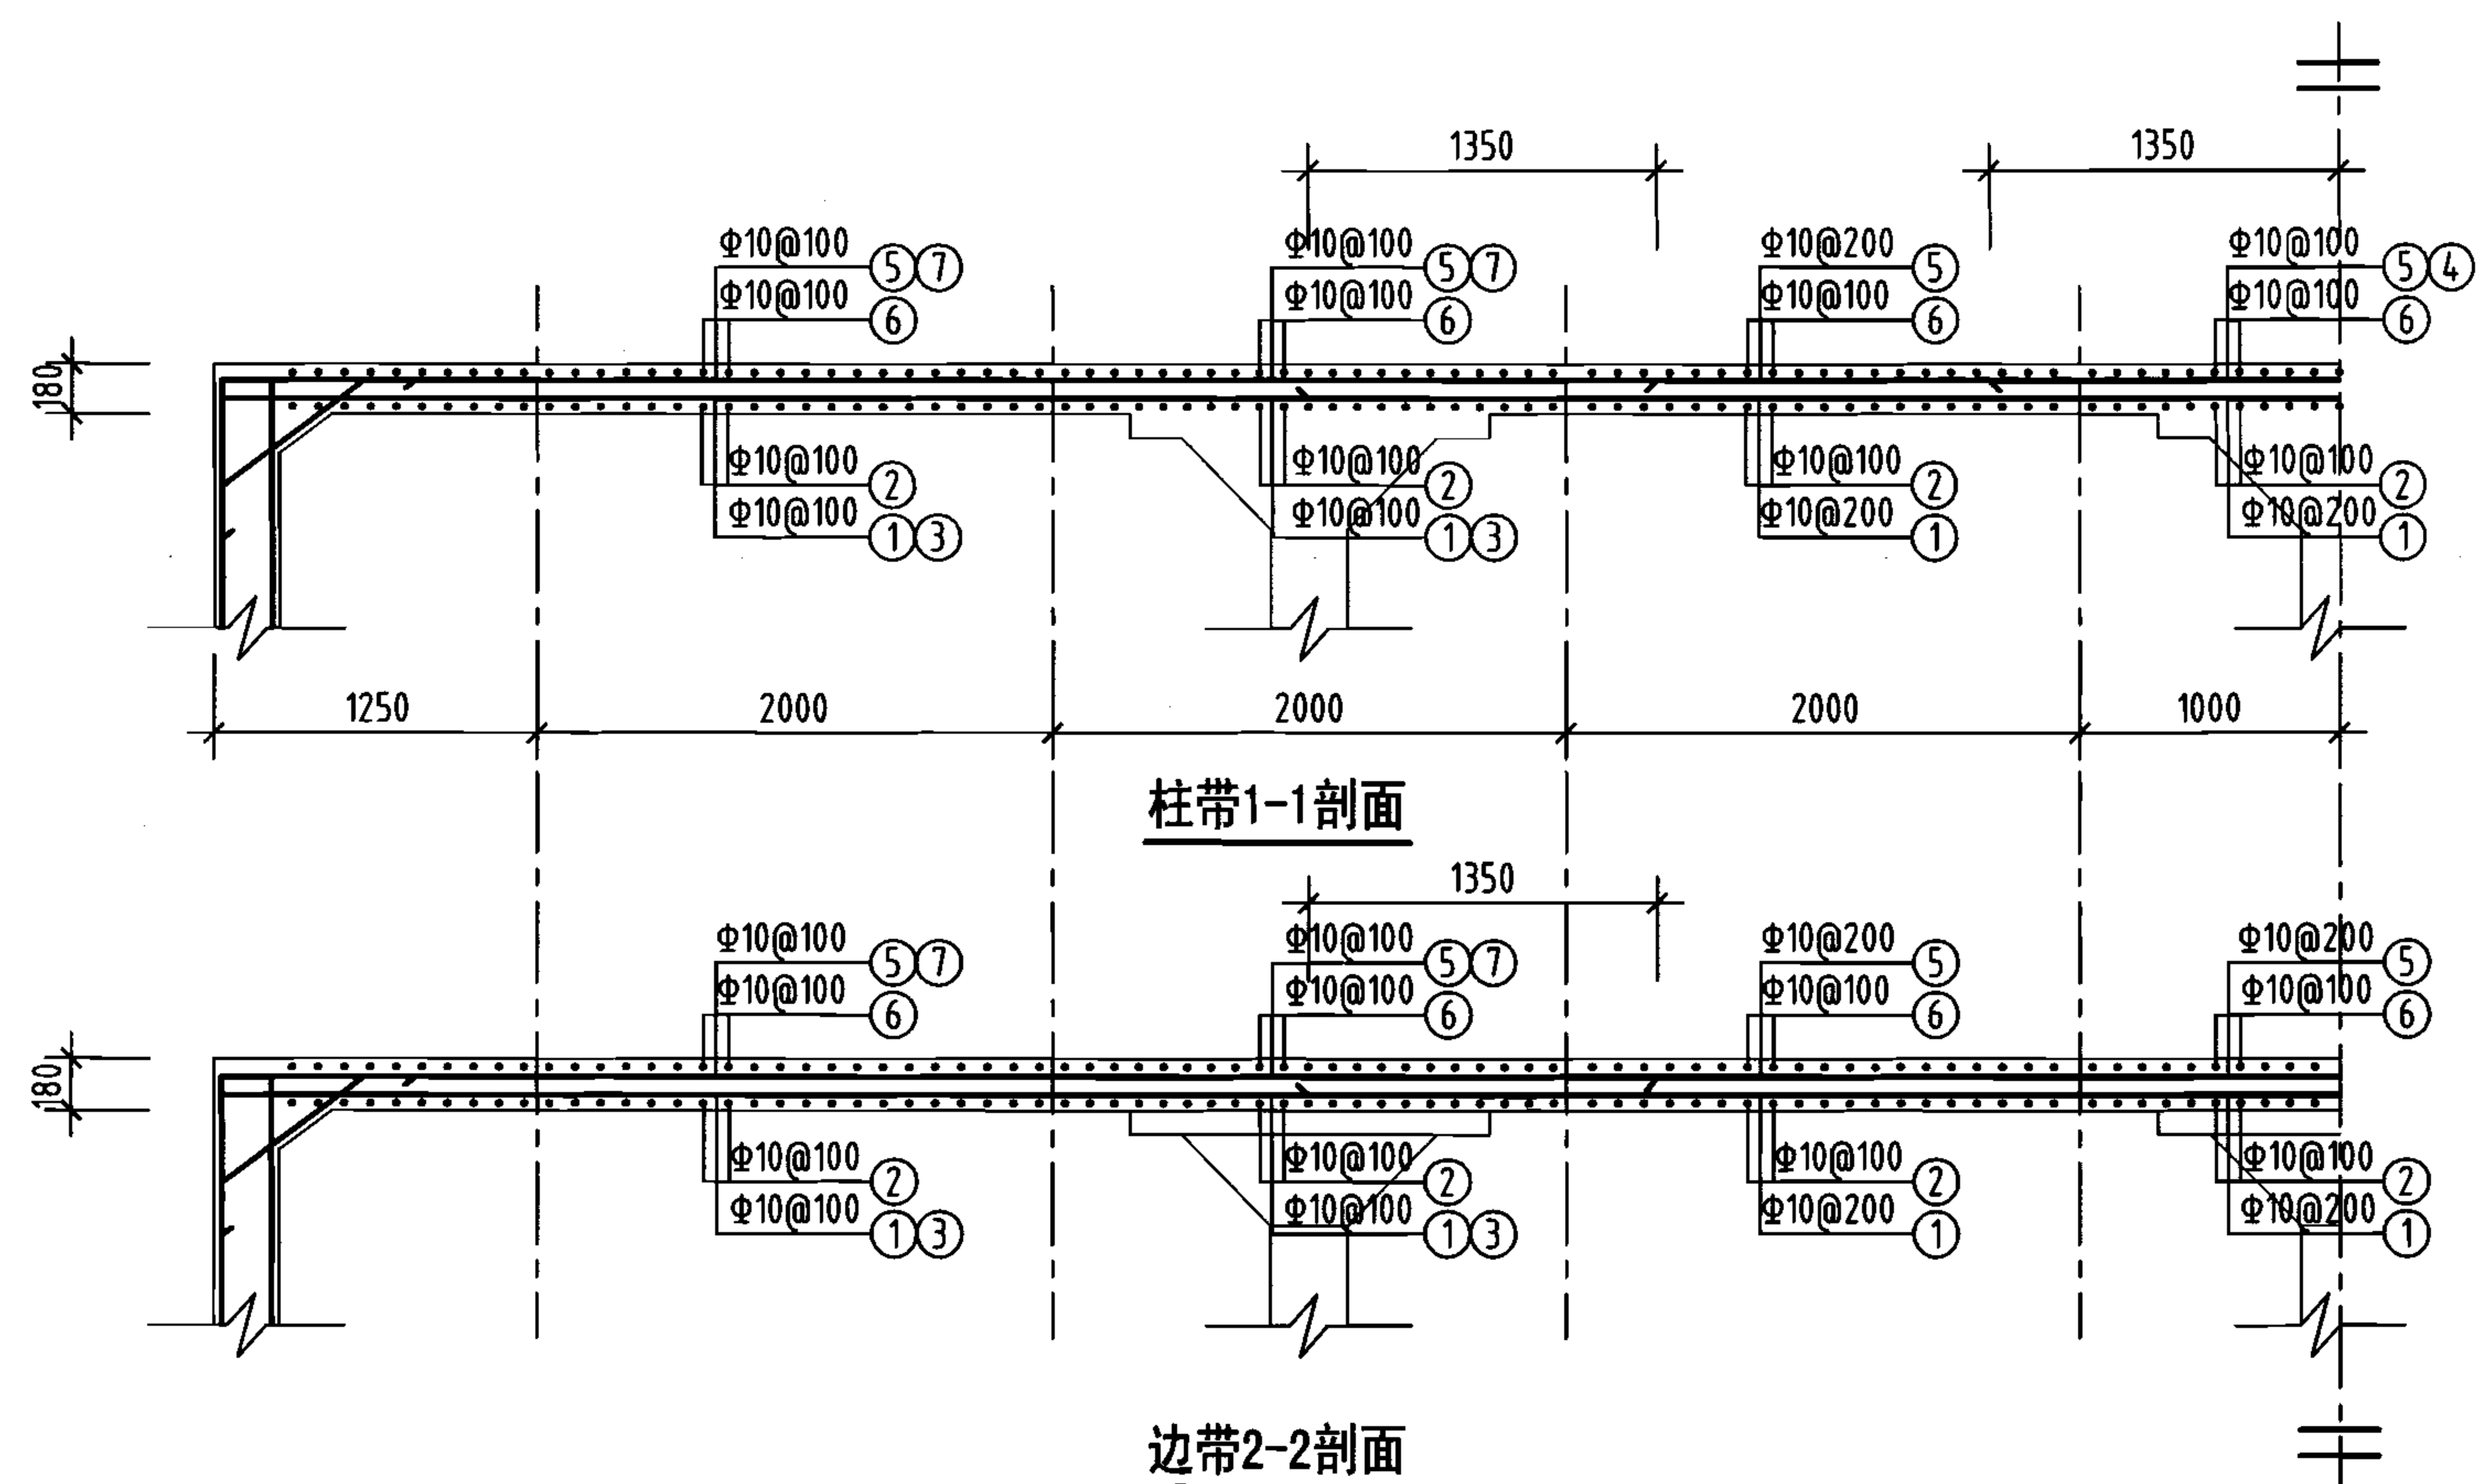 1350 1350
Φ10@100 ⑤⑦ Φ10@100 ⑤⑦ Φ10@200 ⑤ Φ10@100 ⑤④
Φ10@100 ⑥ Φ10@100 ⑥ Φ10@100 ⑥ Φ10@100 ⑥
180
Φ10@100 ② Φ10@100 ② Φ10@100 ② Φ10@100 ②
Φ10@100 ①③ Φ10@100 ①③ Φ10@200 ① Φ10@200 ①
1250 2000 2000 2000 1000
柱带1-1剖面
1350
Φ10@100 ⑤⑦ Φ10@100 ⑤⑦ Φ10@200 ⑤ Φ10@200 ⑤
Φ10@100 ⑥ Φ10@100 ⑥ Φ10@100 ⑥ Φ10@100 ⑥
180
Φ10@100 ② Φ10@100 ② Φ10@100 ② Φ10@100 ②
Φ10@100 ①③ Φ10@100 ①③ Φ10@200 ① Φ10@200 ①
边带2-2剖面